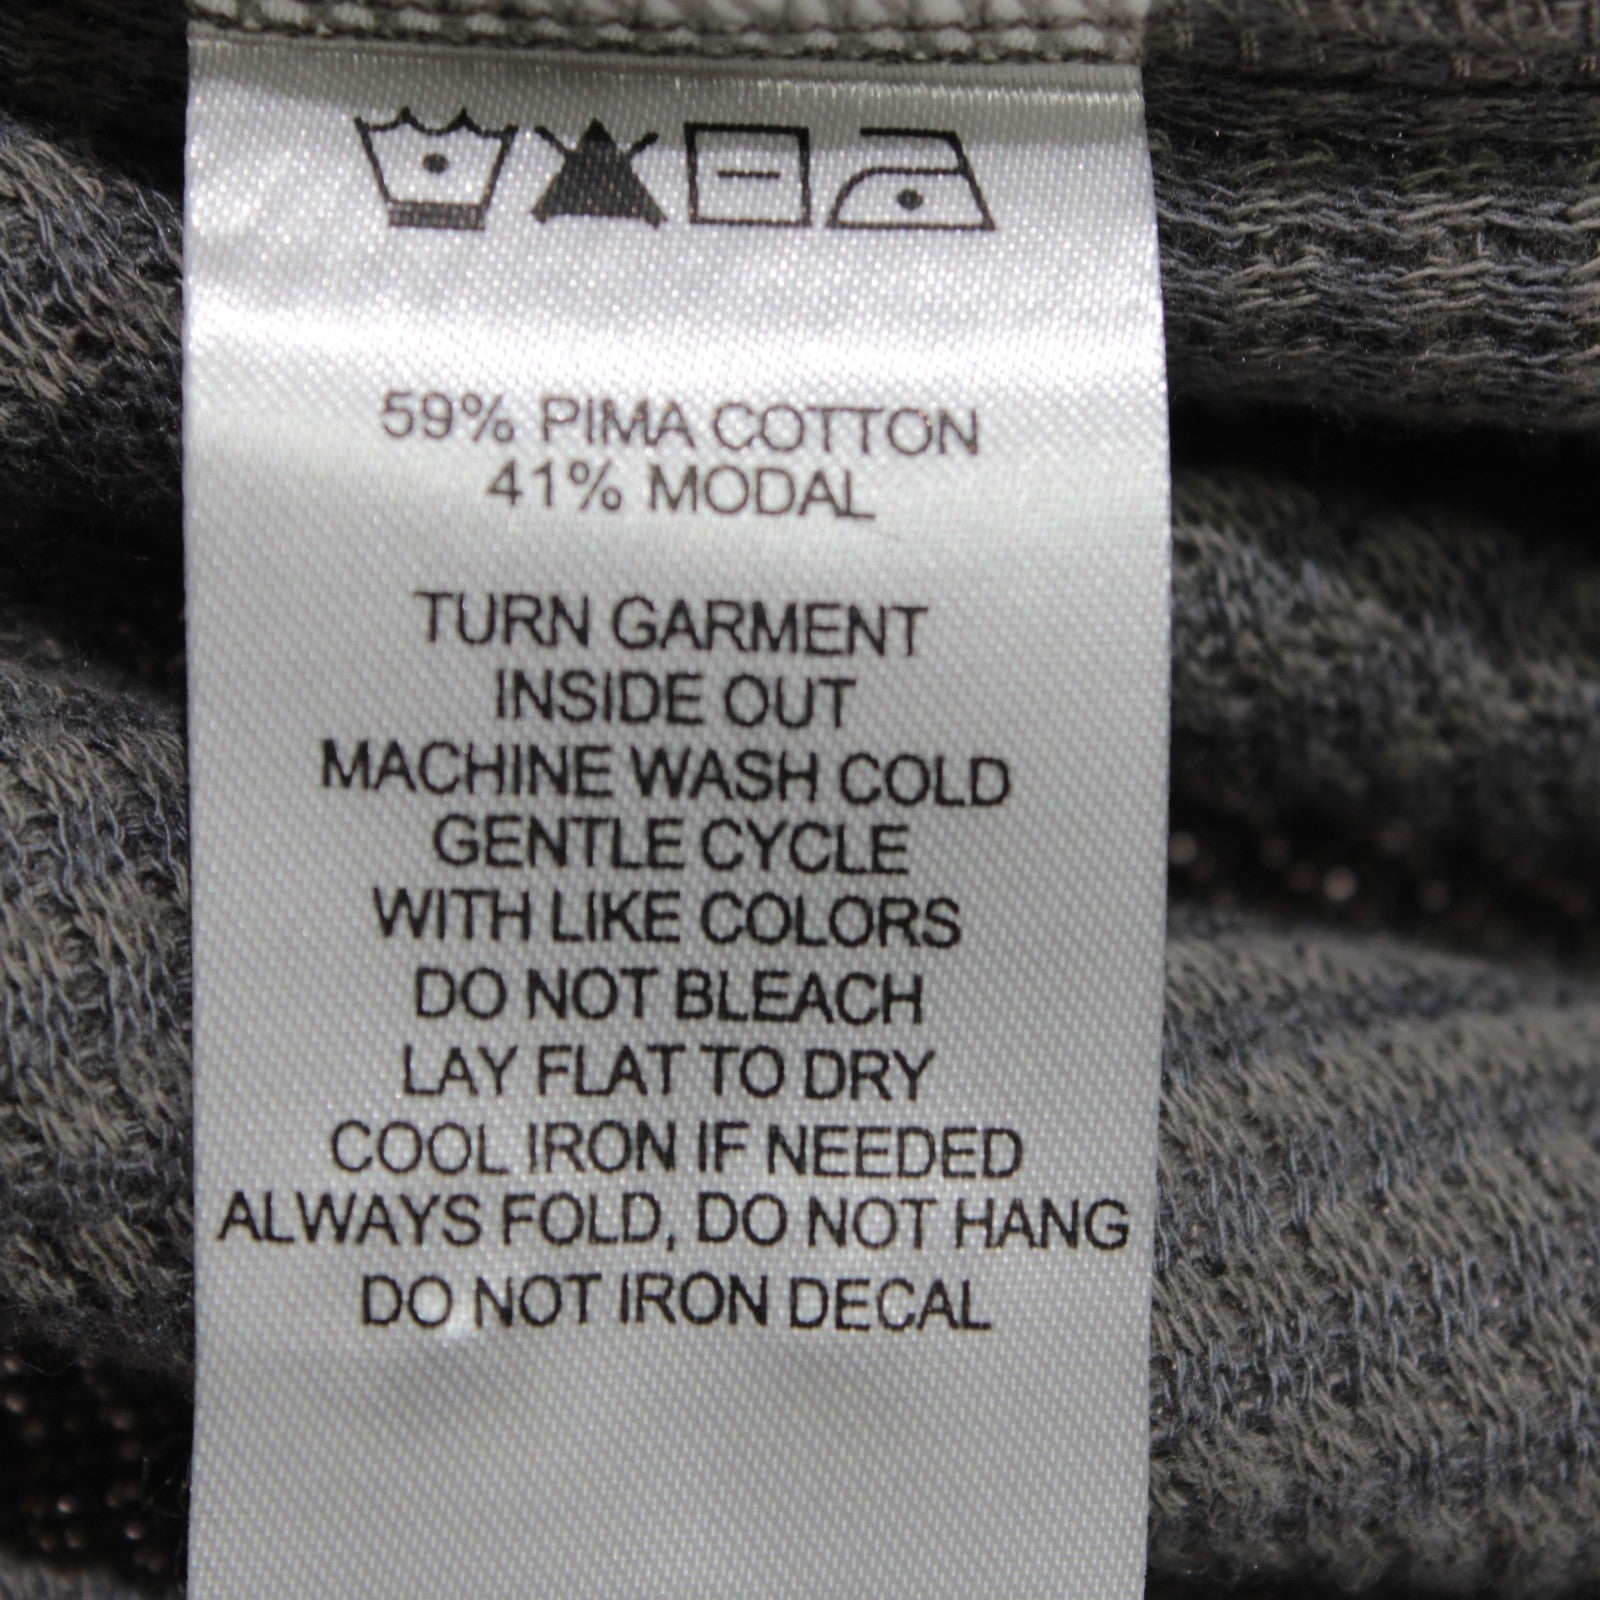 59% PIMA COTTON
41% MODAL
TURN GARMENT
INSIDE OUT
MACHINE WASH COLD
GENTLE CYCLE
WITH LIKE COLORS
DO NOT BLEACH
LAY FLAT TO DRY
COOL IRON IF NEEDED
ALWAYS FOLD, DO NOT HANG
DO NOT IRON DECAL